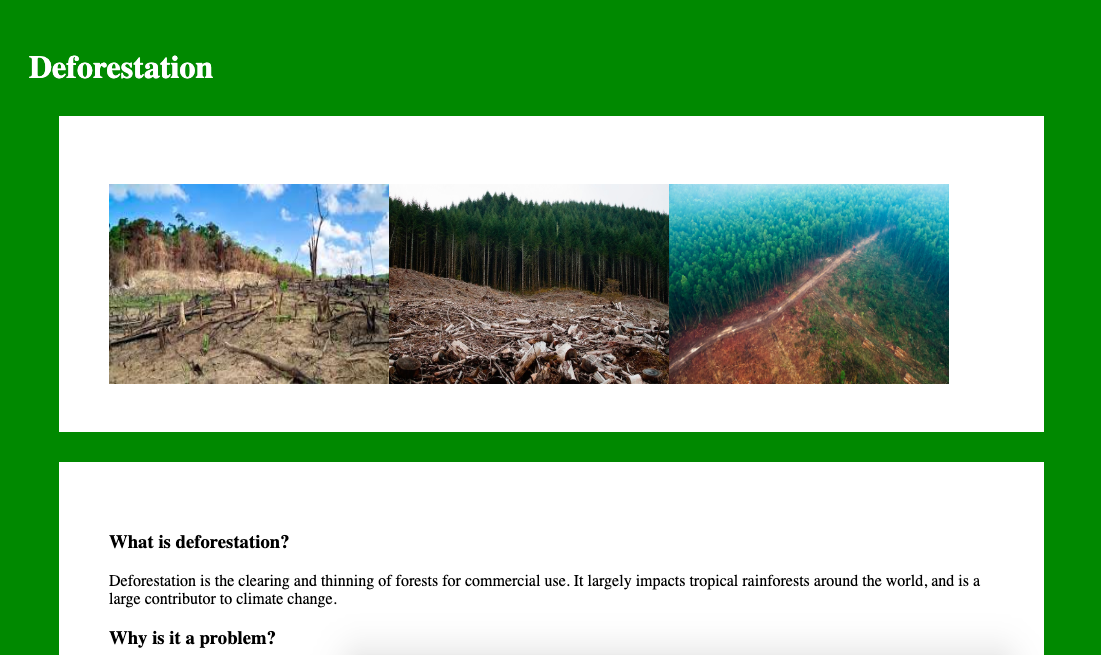 Deforestation
What is deforestation?
Deforestation is the clearing and thinning of forests for commercial use. It largely impacts tropical rainforests around the world, and is a
large contributor to climate change.
Why is it a problem?